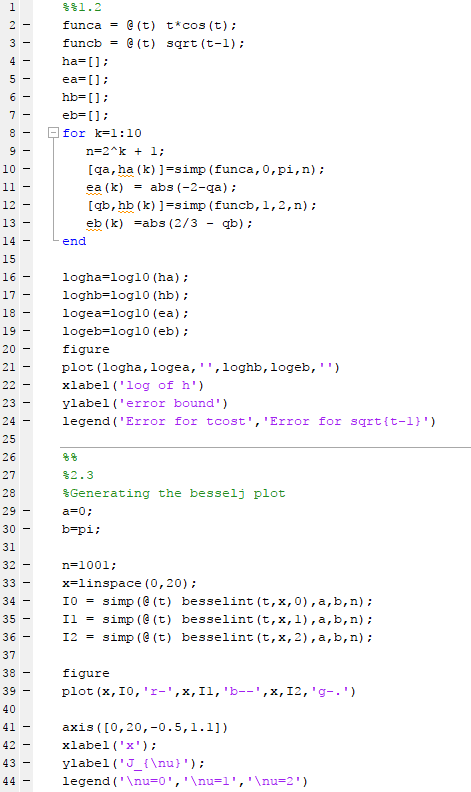 1 %%1.2
2 - funca = @(t) t*cos(t);
3 - funcb = @(t) sqrt(t-1);
4 - ha=[];
5 - ea=[];
6 - hb=[];
7 - eb=[];
8 - for k=1:10
9 - n=2^k + 1;
10 - [qa,ha(k)]=simp(funca,0,pi,n);
11 - ea(k) = abs(-2-qa);
12 - [qb,hb(k)]=simp(funcb,1,2,n);
13 - eb(k) =abs(2/3 - qb);
14 - end
15
16 - logha=log10(ha);
17 - loghb=log10(hb);
18 - logea=log10(ea);
19 - logeb=log10(eb);
20 - figure
21 - plot(logha,logea,'',loghb,logeb,'')
22 - xlabel('log of h')
23 - ylabel('error bound')
24 - legend('Error for tcost','Error for sqrt{t-1}')
25
26 %%
27 %2.3
28 %Generating the besselj plot
29 - a=0;
30 - b=pi;
31
32 - n=1001;
33 - x=linspace(0,20);
34 - I0 = simp(@(t) besselint(t,x,0),a,b,n);
35 - I1 = simp(@(t) besselint(t,x,1),a,b,n);
36 - I2 = simp(@(t) besselint(t,x,2),a,b,n);
37
38 - figure
39 - plot(x,I0,'r-',x,I1,'b--',x,I2,'g-.')
40
41 - axis([0,20,-0.5,1.1])
42 - xlabel('x');
43 - ylabel('J_{\nu}');
44 - legend('\nu=0','\nu=1','\nu=2')